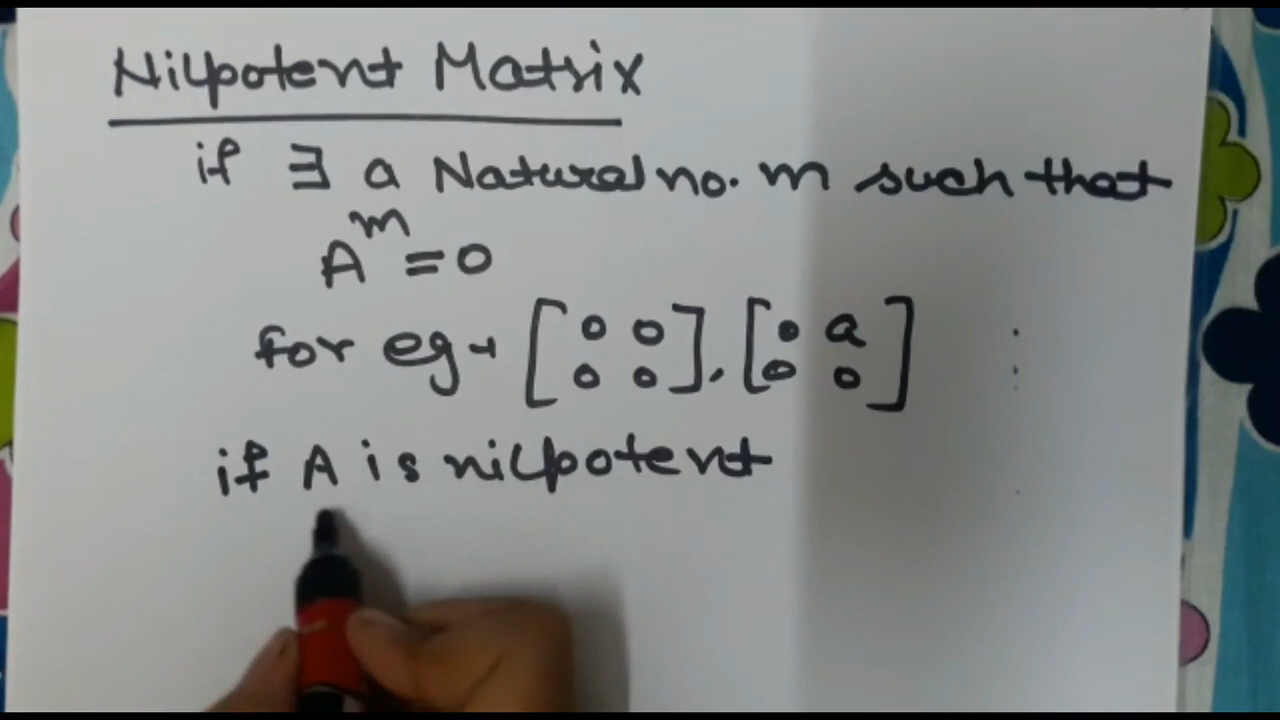 Nilpotent Matrix
if ∃ a Natural no. m such that
A^m = 0
for eg → [0 0 0 0], [0 a 0 0]
if A is nilpotent